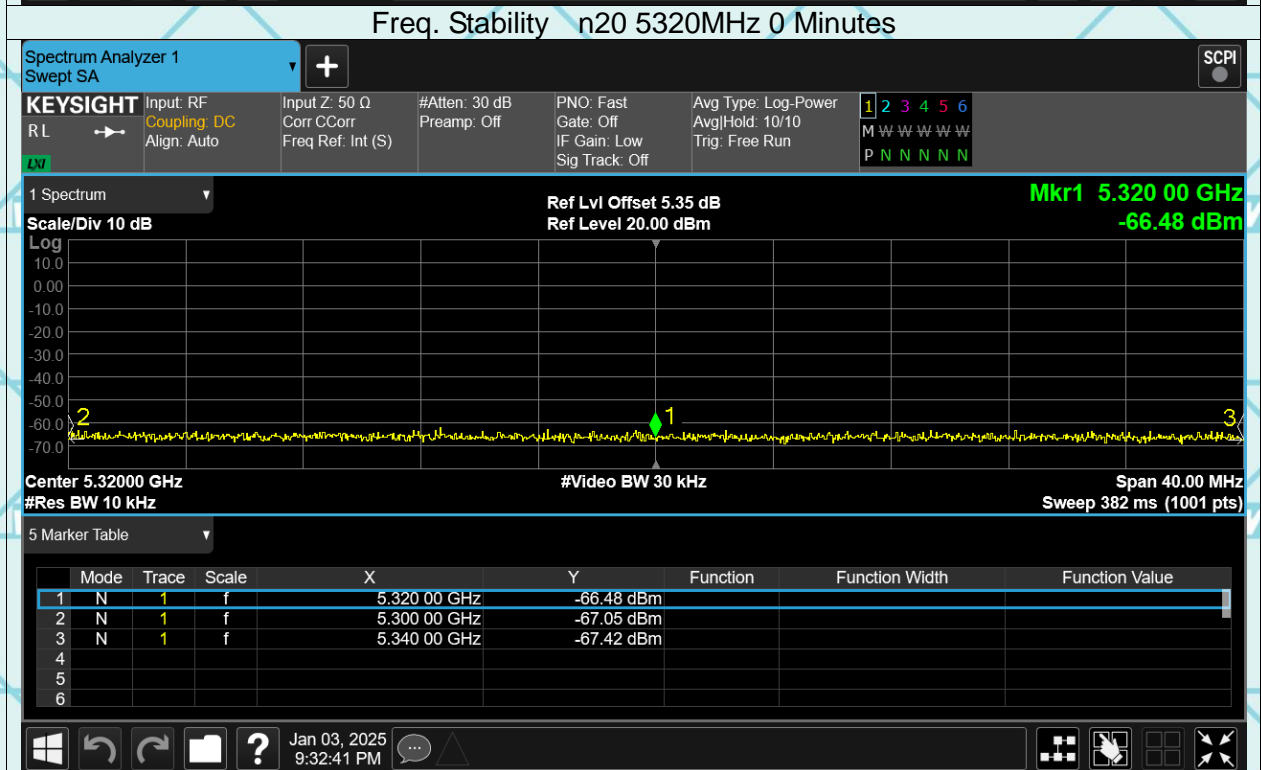 Freq. Stability n20 5320MHz 0 Minutes
Spectrum Analyzer 1
Swept SA
+
SCPI
KEYSIGHT
R L
LXI
Input: RF
Coupling: DC
Align: Auto
Input Z: 50 Ω
Corr CCorr
Freq Ref: Int (S)
#Atten: 30 dB
Preamp: Off
PNO: Fast
Gate: Off
IF Gain: Low
Sig Track: Off
Avg Type: Log-Power
Avg|Hold: 10/10
Trig: Free Run
1 2 3 4 5 6
M W W W W W
P N N N N N
1 Spectrum
Scale/Div 10 dB
Ref Lvl Offset 5.35 dB
Ref Level 20.00 dBm
Mkr1 5.320 00 GHz
-66.48 dBm
Log
10.0
0.00
-10.0
-20.0
-30.0
-40.0
-50.0
-60.0
-70.0
2
1
3
Center 5.32000 GHz
#Res BW 10 kHz
#Video BW 30 kHz
Span 40.00 MHz
Sweep 382 ms (1001 pts)
5 Marker Table
Mode Trace Scale X Y Function Function Width Function Value
1 N 1 f 5.320 00 GHz -66.48 dBm
2 N 1 f 5.300 00 GHz -67.05 dBm
3 N 1 f 5.340 00 GHz -67.42 dBm
4
5
6
?
Jan 03, 2025
9:32:41 PM